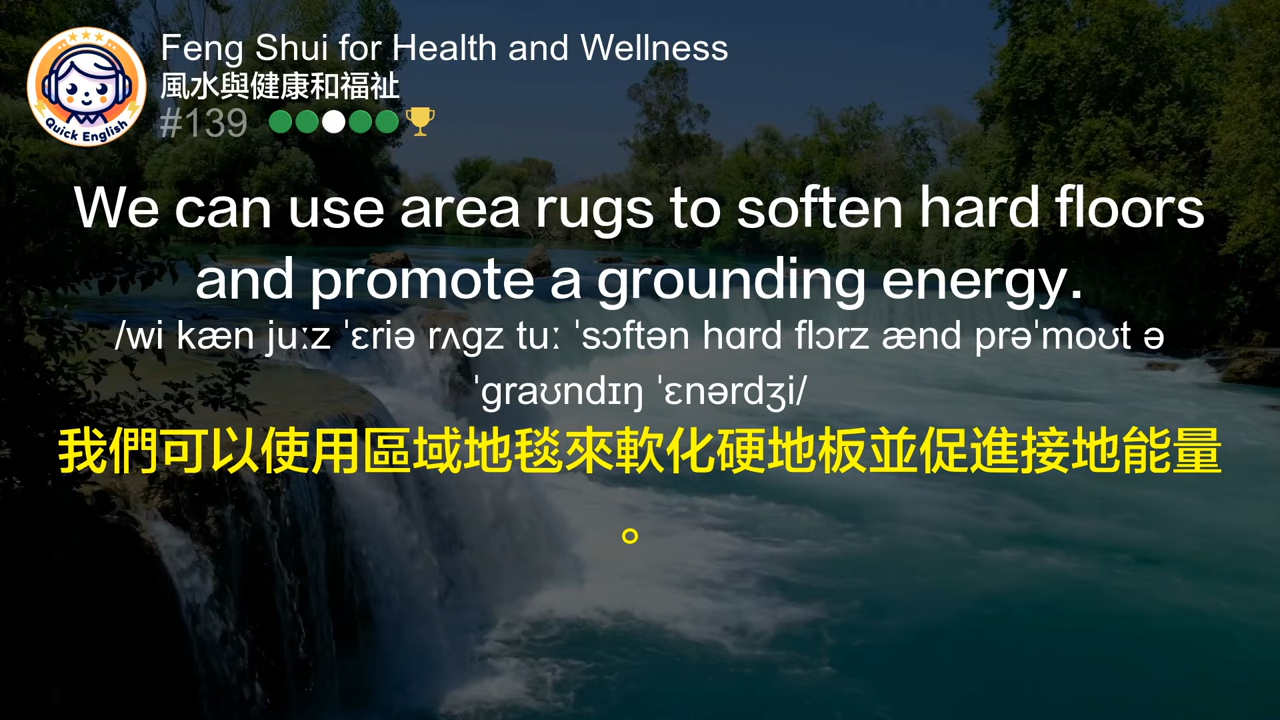 Quick English
Feng Shui for Health and Wellness
風水與健康和福祉
#139
We can use area rugs to soften hard floors
and promote a grounding energy.
/wi kæn juːz ˈɛriə rʌgz tuː ˈsɔftən hɑrd flɔrz ænd prəˈmoʊt ə
ˈgraʊndɪŋ ˈɛnərdʒi/
我們可以使用區域地毯來軟化硬地板並促進接地能量
。